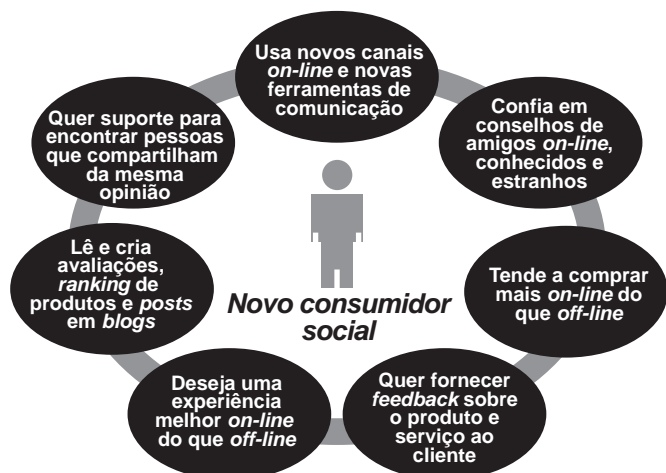 Usa novos canais
on-line e novas
ferramentas de
comunicação
Confia em
conselhos de
amigos on-line,
conhecidos e
estranhos
Tende a comprar
mais on-line do
que off-line
Quer fornecer
feedback sobre
o produto e
serviço ao
cliente
Deseja uma
experiência
melhor on-line
do que off-line
Lê e cria
avaliações,
ranking de
produtos e posts
em blogs
Quer suporte para
encontrar pessoas
que compartilham
da mesma
opinião
Novo consumidor
social